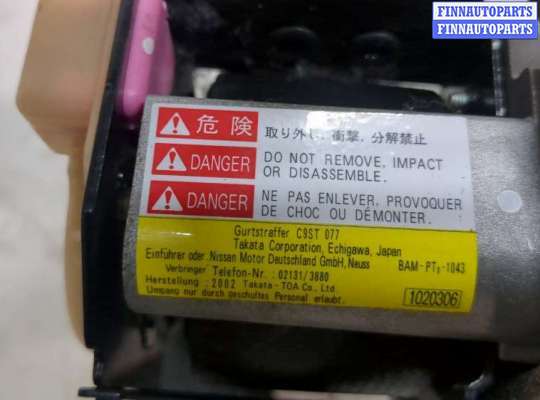 FINNAUTOPARTS
FINNAUTOPARTS
危険
取り外し、衝撃、分解禁止
DANGER
DO NOT REMOVE, IMPACT
OR DISASSEMBLE.
DANGER
NE PAS ENLEVER, PROVOQUER
DE CHOC OU DÉMONTER.
Gurtstraffer C9ST 077
Takata Corporation, Echigawa, Japan
Einführer oder Nissan Motor Deutschland GmbH, Neuss
BAM-PT₁-1043
Verbringer Telefon-Nr. : 02131/3880
Herstellung : 2002 Takata-TOA Co., Ltd.
Umgang nur durch geschultes Personal erlaubt.
1020306